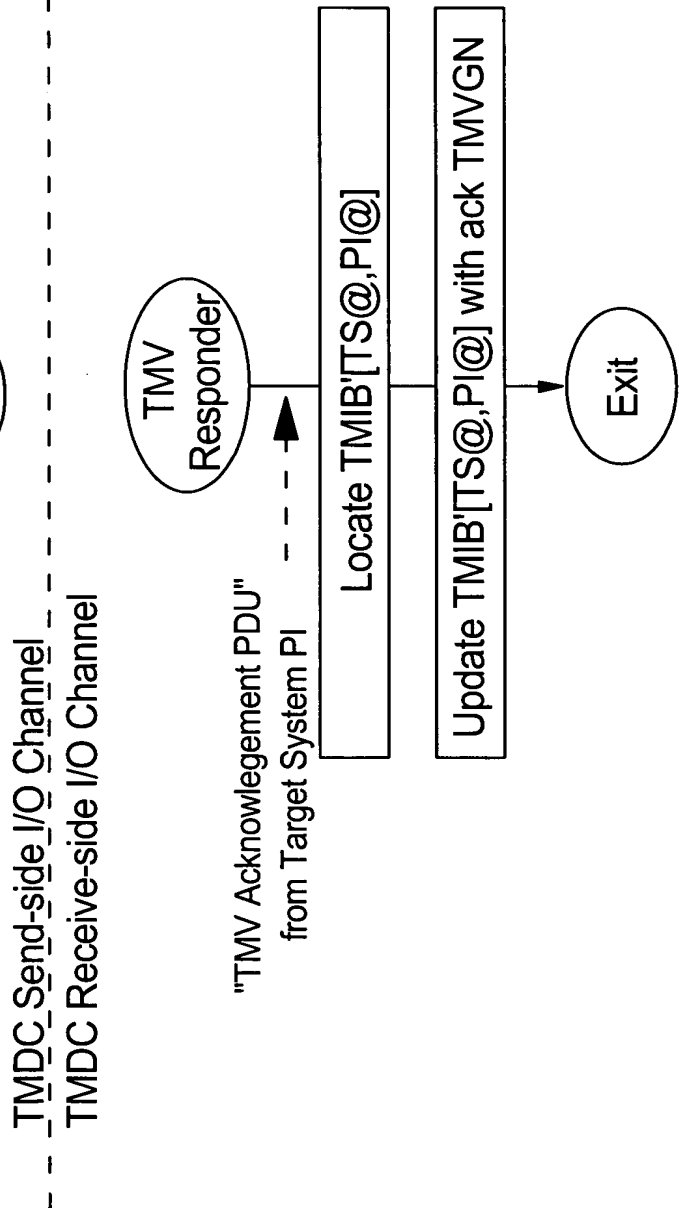 TMDC Send-side I/O Channel
TMDC Receive-side I/O Channel
TMV
Responder
"TMV Acknowlegement PDU"
from Target System PI
Locate TMIB'[TS@,PI@]
Update TMIB'[TS@,PI@] with ack TMVGN
Exit